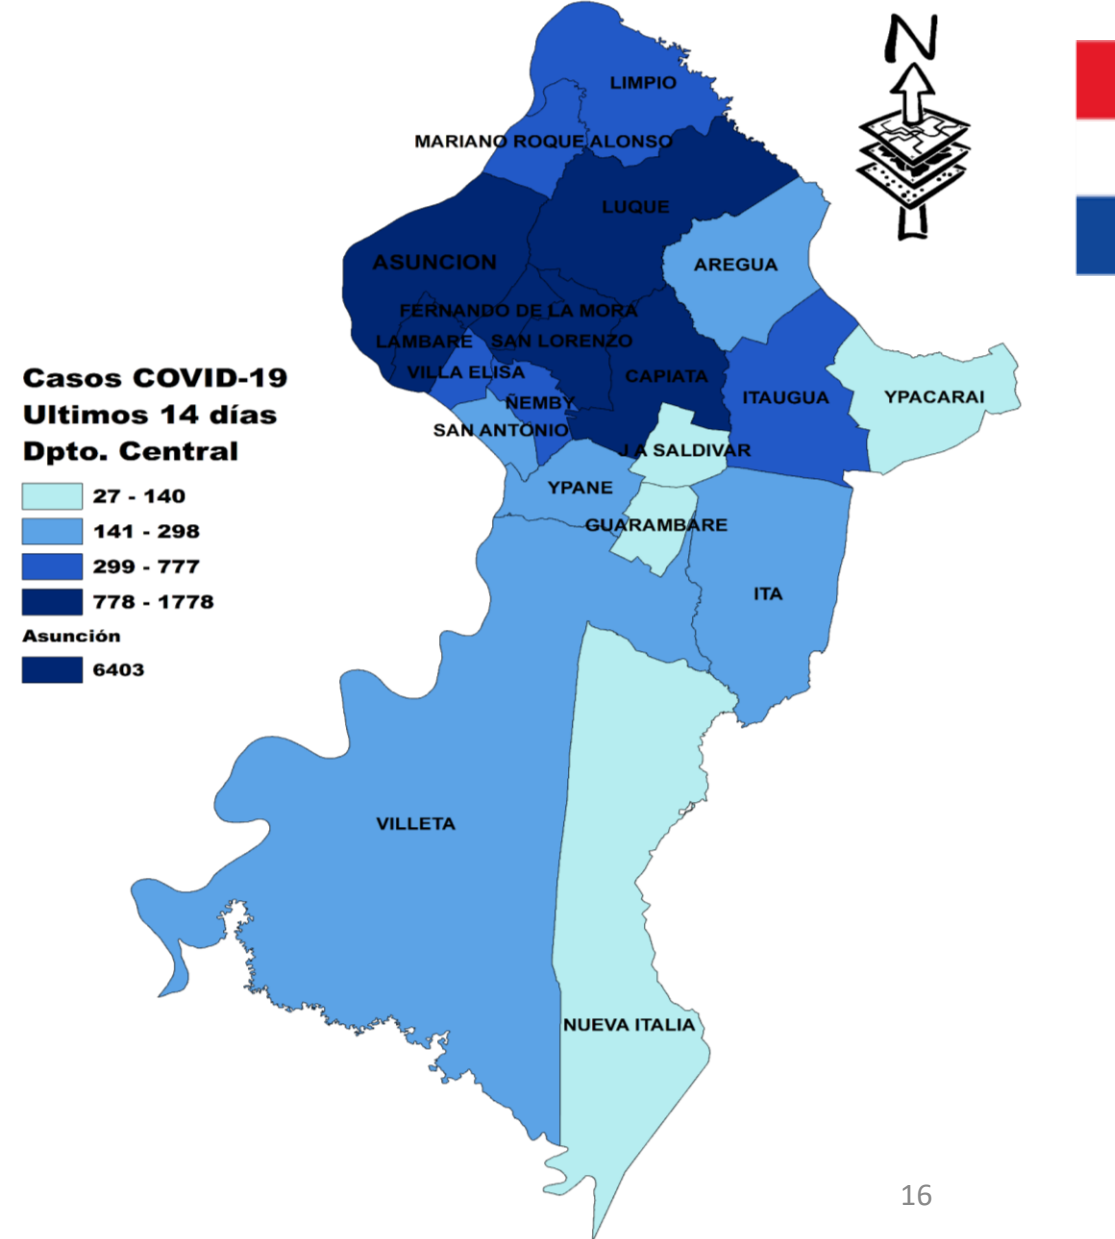 N
LIMPIO
MARIANO ROQUE ALONSO
LUQUE
ASUNCION
AREGUA
FERNANDO DE LA MORA
LAMBARE
SAN LORENZO
VILLA ELISA
CAPIATA
ITAUGUA
YPACARAI
ÑEMBY
SAN ANTONIO
J A SALDIVAR
YPANE
GUARAMBARE
ITA
VILLETA
NUEVA ITALIA
Casos COVID-19
Ultimos 14 días
Dpto. Central
27 - 140
141 - 298
299 - 777
778 - 1778
Asunción
6403
16